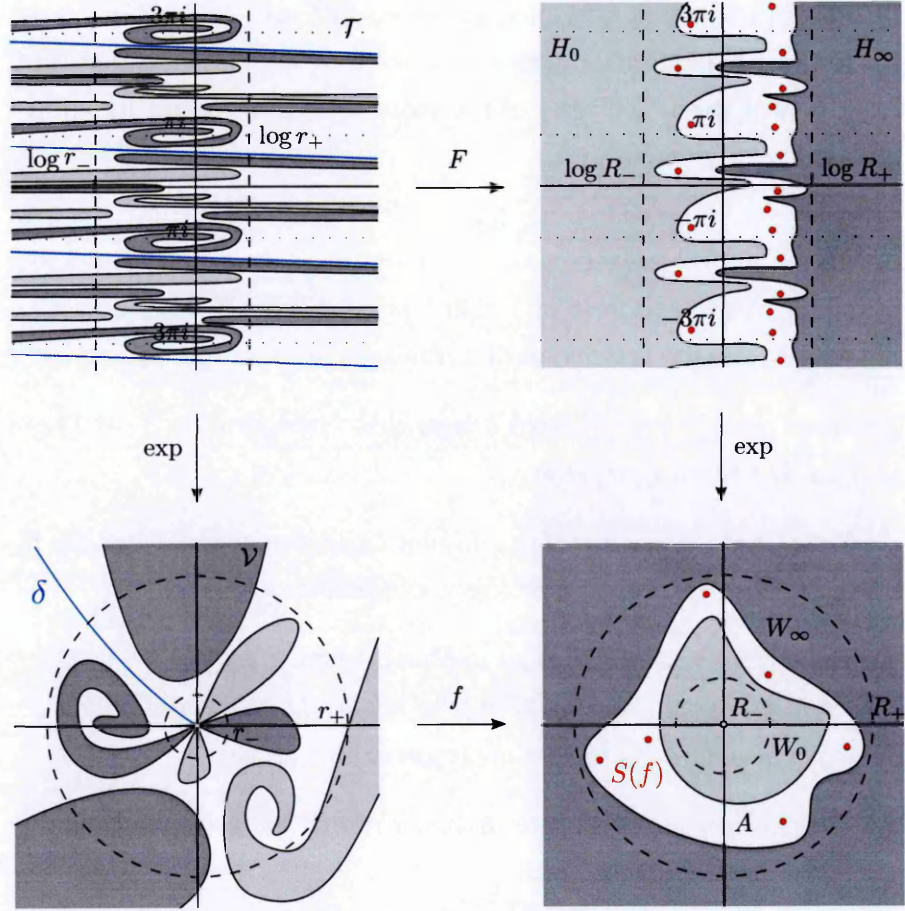 3πi
𝒯
πi
log r₋
log r₊
πi
3πi
F
3πi
H₀
H∞
πi
log R₋
log R₊
−πi
3πi
exp
exp
δ
𝒱
r₊
r₋
f
W∞
R₋
R₊
W₀
S(f)
A